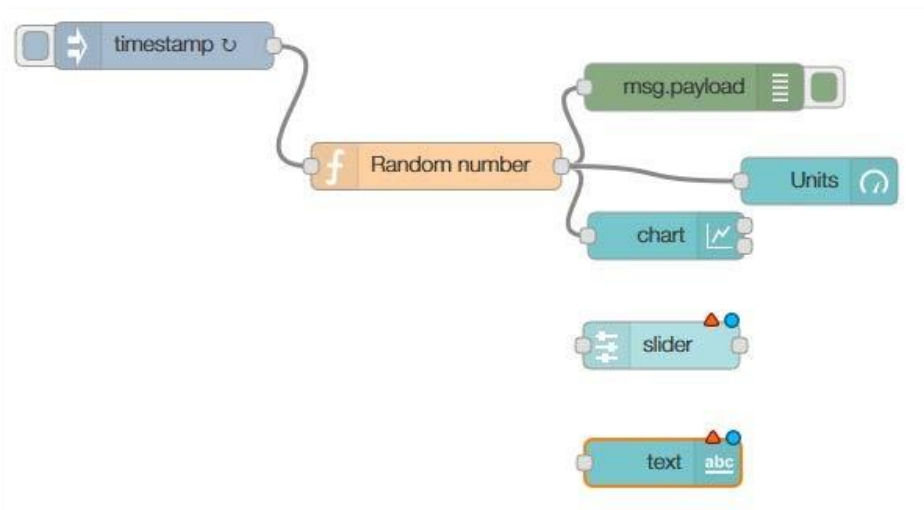 timestamp ↻
msg.payload
Random number
Units
chart
slider
text
abc